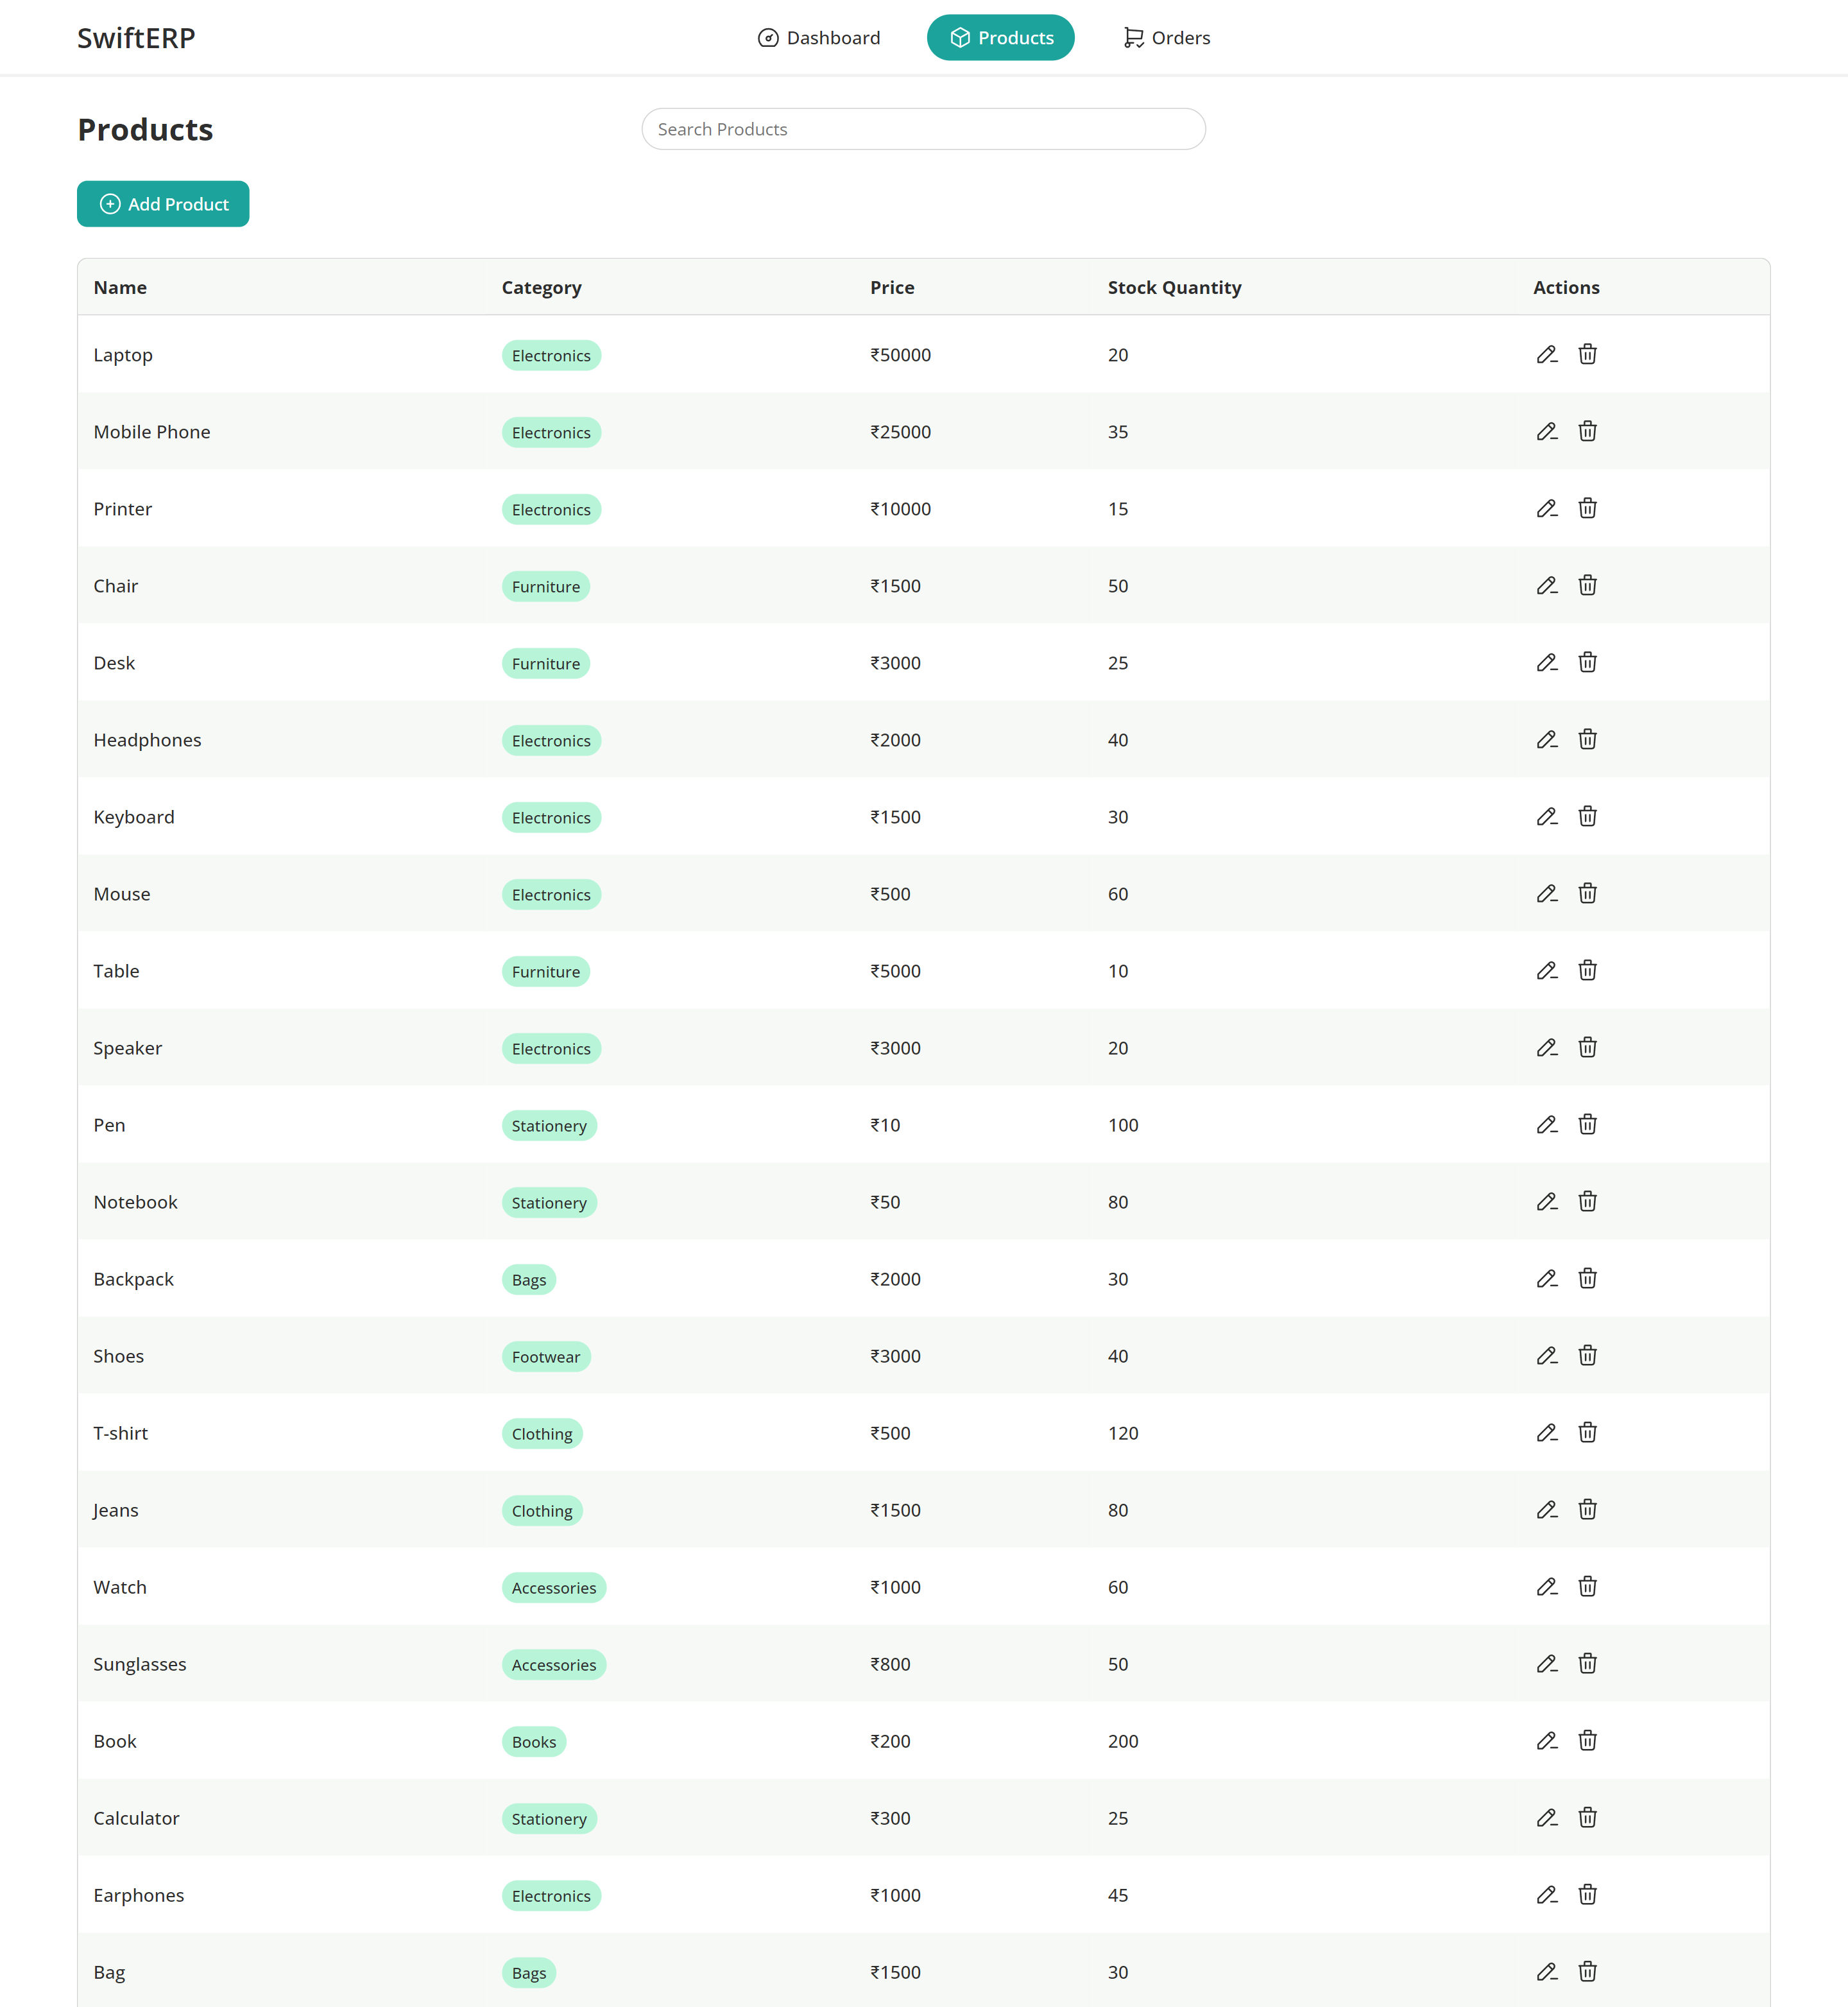 SwiftERP Dashboard Products Orders
Products Search Products
Add Product
Name Category Price Stock Quantity Actions
Laptop Electronics ₹50000 20
Mobile Phone Electronics ₹25000 35
Printer Electronics ₹10000 15
Chair Furniture ₹1500 50
Desk Furniture ₹3000 25
Headphones Electronics ₹2000 40
Keyboard Electronics ₹1500 30
Mouse Electronics ₹500 60
Table Furniture ₹5000 10
Speaker Electronics ₹3000 20
Pen Stationery ₹10 100
Notebook Stationery ₹50 80
Backpack Bags ₹2000 30
Shoes Footwear ₹3000 40
T-shirt Clothing ₹500 120
Jeans Clothing ₹1500 80
Watch Accessories ₹1000 60
Sunglasses Accessories ₹800 50
Book Books ₹200 200
Calculator Stationery ₹300 25
Earphones Electronics ₹1000 45
Bag Bags ₹1500 30